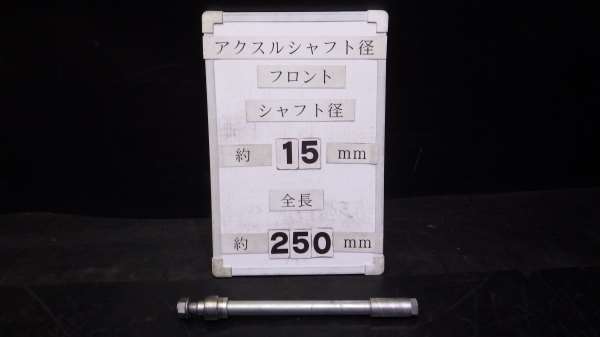 アクスルシャフト径
フロント
シャフト径
約 15 mm
全長
約 250 mm